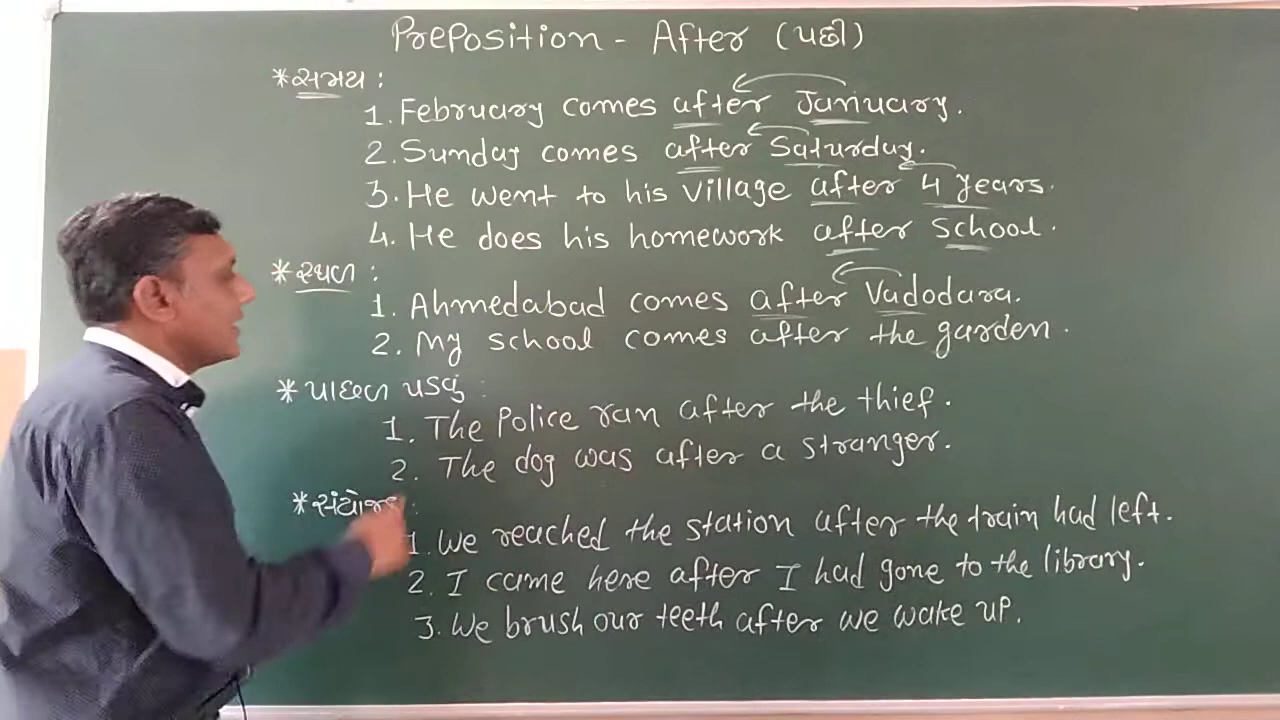 Preposition - After (પછી)
* સમય :
1. February comes after January.
2. Sunday comes after Saturday.
3. He went to his village after 4 years.
4. He does his homework after school.
* સ્થળ :
1. Ahmedabad comes after Vadodara.
2. My school comes after the garden.
* પાછળ પડવું :
1. The Police ran after the thief.
2. The dog was after a stranger.
* :
1. We reached the station after the train had left.
2. I came here after I had gone to the library.
3. We brush our teeth after we wake up.